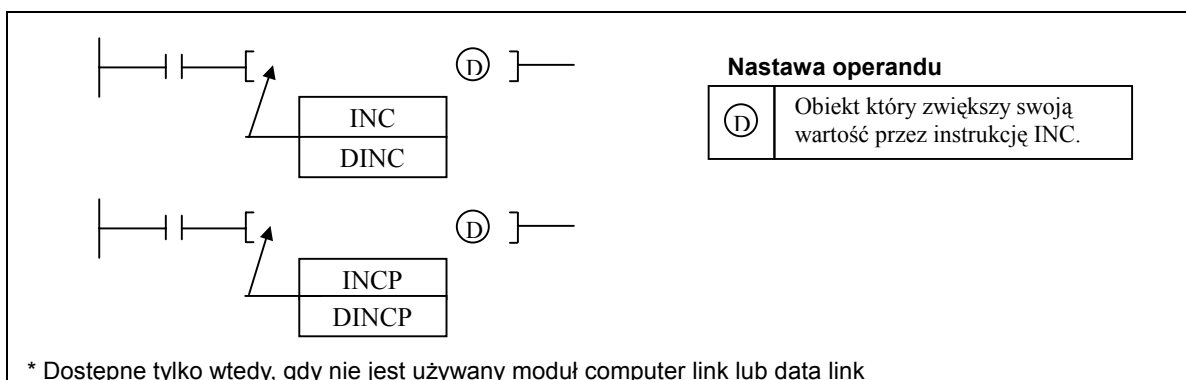 [ D ]
INC
DINC
[ D ]
INCP
DINCP
Nastawa operandu
D Obiekt który zwiększy swoją
wartość przez instrukcję INC.
* Dostępne tylko wtedy, gdy nie jest używany moduł computer link lub data link